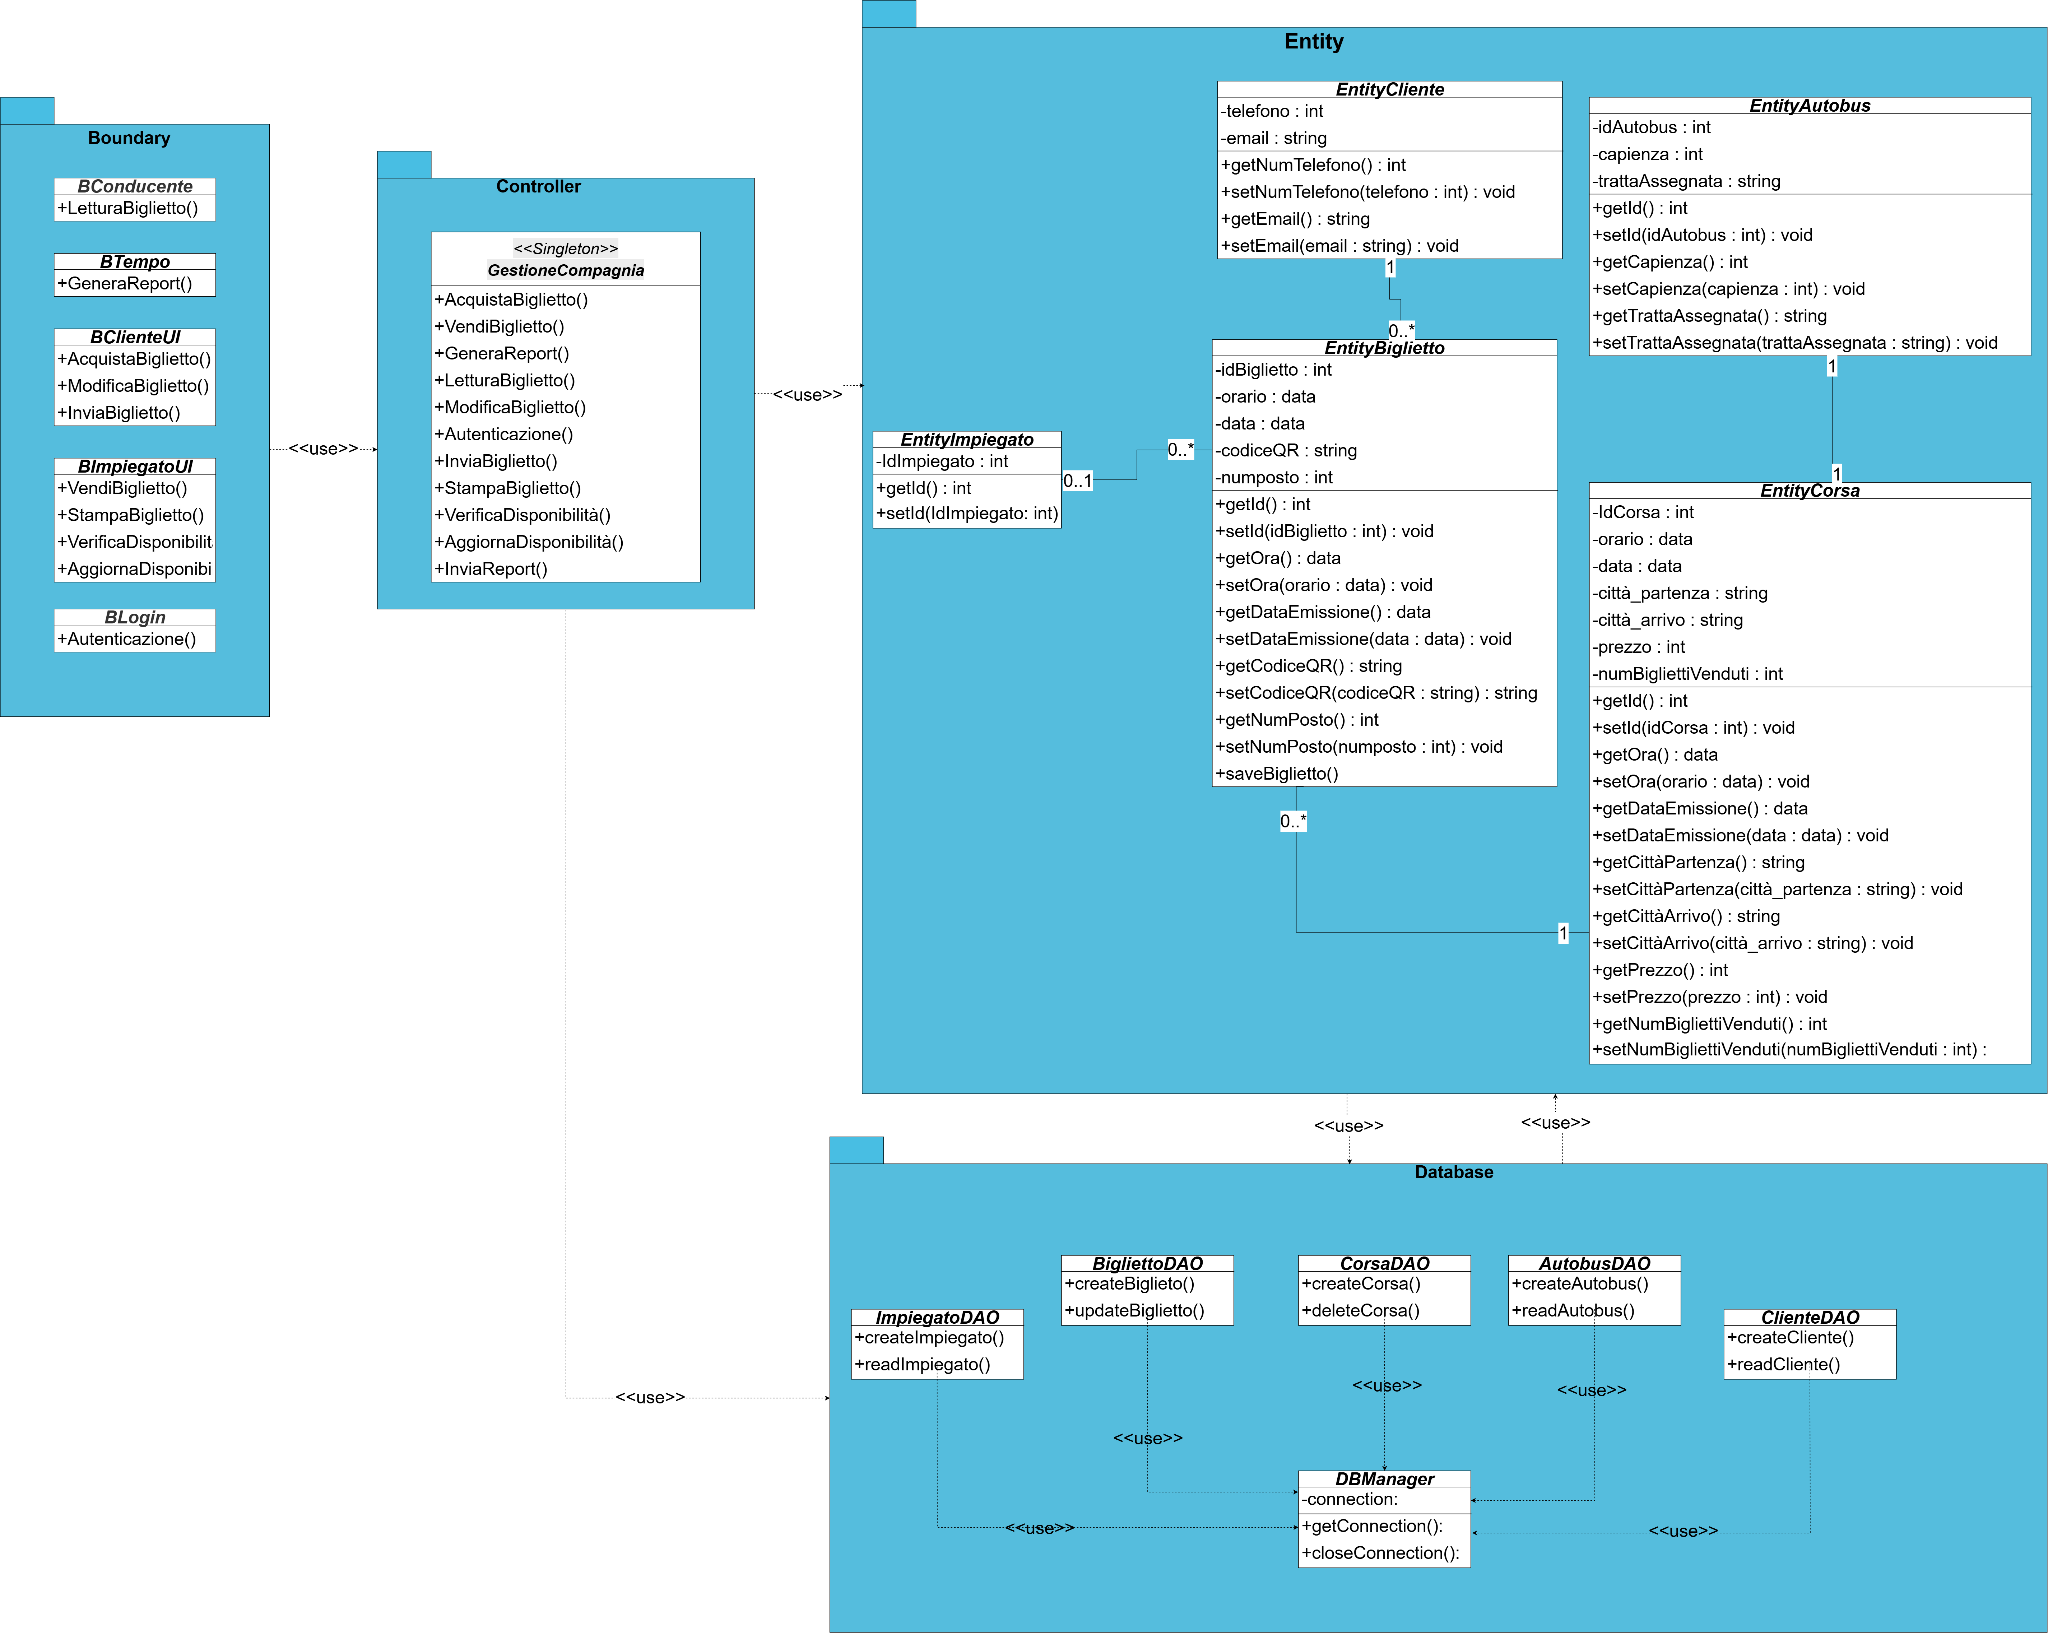 Boundary
BConducente
+LetturaBiglietto()
BTempo
+GeneraReport()
BClienteUI
+AcquistaBiglietto()
+ModificaBiglietto()
+InviaBiglietto()
BImpiegatoUI
+VendiBiglietto()
+StampaBiglietto()
+VerificaDisponibilit
+AggiornaDisponibi
BLogin
+Autenticazione()
<<use>>
Controller
<<Singleton>>
GestioneCompagnia
+AcquistaBiglietto()
+VendiBiglietto()
+GeneraReport()
+LetturaBiglietto()
+ModificaBiglietto()
+Autenticazione()
+InviaBiglietto()
+StampaBiglietto()
+VerificaDisponibilità()
+AggiornaDisponibilità()
+InviaReport()
<<use>>
<<use>>
Entity
EntityCliente
-telefono : int
-email : string
+getNumTelefono() : int
+setNumTelefono(telefono : int) : void
+getEmail() : string
+setEmail(email : string) : void
1
0..*
EntityImpiegato
-IdImpiegato : int
+getId() : int
+setId(IdImpiegato: int)
0..1
0..*
EntityBiglietto
-idBiglietto : int
-orario : data
-data : data
-codiceQR : string
-numposto : int
+getId() : int
+setId(idBiglietto : int) : void
+getOra() : data
+setOra(orario : data) : void
+getDataEmissione() : data
+setDataEmissione(data : data) : void
+getCodiceQR() : string
+setCodiceQR(codiceQR : string) : string
+getNumPosto() : int
+setNumPosto(numposto : int) : void
+saveBiglietto()
0..*
1
EntityAutobus
-idAutobus : int
-capienza : int
-trattaAssegnata : string
+getId() : int
+setId(idAutobus : int) : void
+getCapienza() : int
+setCapienza(capienza : int) : void
+getTrattaAssegnata() : string
+setTrattaAssegnata(trattaAssegnata : string) : void
1
1
EntityCorsa
-IdCorsa : int
-orario : data
-data : data
-città_partenza : string
-città_arrivo : string
-prezzo : int
-numBigliettiVenduti : int
+getId() : int
+setId(idCorsa : int) : void
+getOra() : data
+setOra(orario : data) : void
+getDataEmissione() : data
+setDataEmissione(data : data) : void
+getCittàPartenza() : string
+setCittàPartenza(città_partenza : string) : void
+getCittàArrivo() : string
+setCittàArrivo(città_arrivo : string) : void
+getPrezzo() : int
+setPrezzo(prezzo : int) : void
+getNumBigliettiVenduti() : int
+setNumBigliettiVenduti(numBigliettiVenduti : int) :
<<use>>
<<use>>
Database
ImpiegatoDAO
+createImpiegato()
+readImpiegato()
BigliettoDAO
+createBiglieto()
+updateBiglietto()
CorsaDAO
+createCorsa()
+deleteCorsa()
AutobusDAO
+createAutobus()
+readAutobus()
ClienteDAO
+createCliente()
+readCliente()
<<use>>
<<use>>
<<use>>
<<use>>
<<use>>
DBManager
-connection:
+getConnection():
+closeConnection():